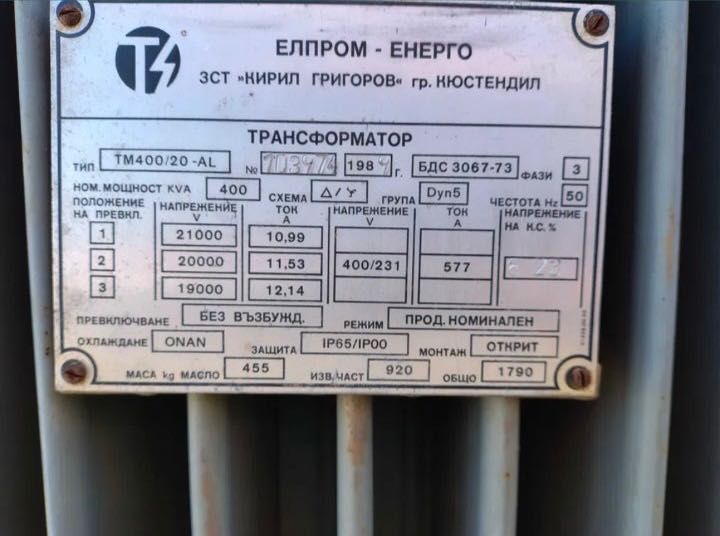 ЕЛПРОМ - ЕНЕРГО
ЗСТ "КИРИЛ ГРИГОРОВ" гр. КЮСТЕНДИЛ
ТРАНСФОРМАТОР
ТИП ТМ400/20-AL № 1989 г. БДС 3067-73 ФАЗИ 3
НОМ. МОЩНОСТ KVA 400 СХЕМА △/Y ГРУПА Dyn5 ЧЕСТОТА Hz 50
ПОЛОЖЕНИЕ НА ПРЕВКЛ. НАПРЕЖЕНИЕ V ТОК А НАПРЕЖЕНИЕ V ТОК А НАПРЕЖЕНИЕ НА К.С. %
1 21000 10,99
2 20000 11,53 400/231 577
3 19000 12,14
ПРЕВКЛЮЧВАНЕ БЕЗ ВЪЗБУЖД. РЕЖИМ ПРОД. НОМИНАЛЕН
ОХЛАЖДАНЕ ONAN ЗАЩИТА IP65/IP00 МОНТАЖ ОТКРИТ
МАСА kg МАСЛО 455 ИЗВ. ЧАСТ 920 ОБЩО 1790